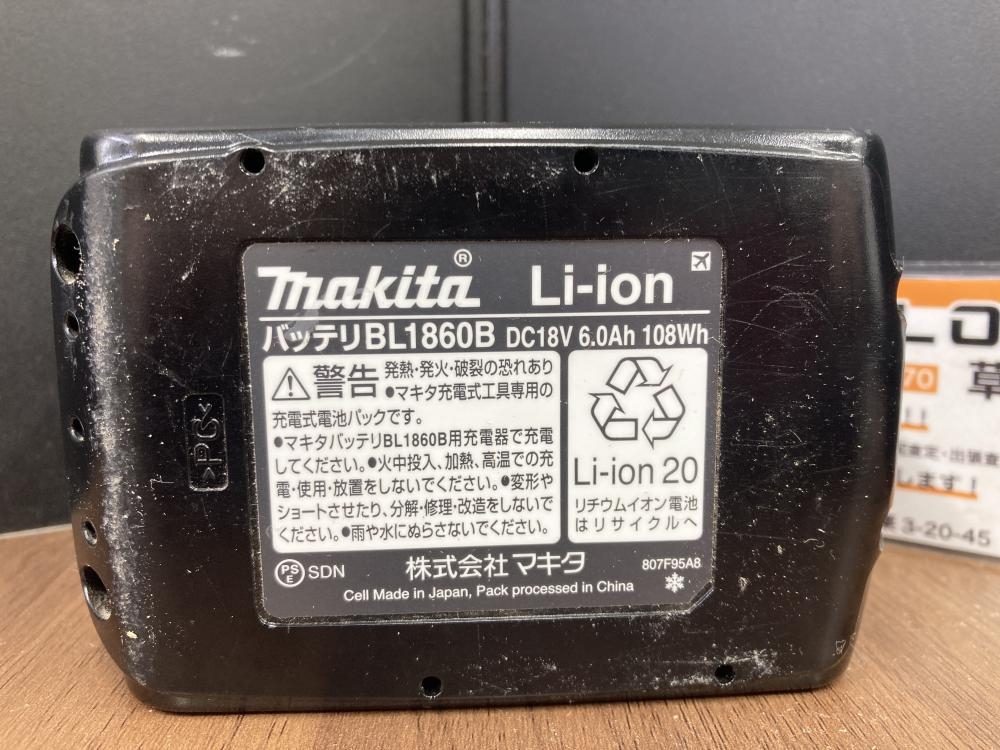 makita® Li-ion
バッテリBL1860B DC18V 6.0Ah 108Wh
警告 発熱・発火・破裂の恐れあり
●マキタ充電式工具専用の
充電式電池パックです。
●マキタバッテリBL1860B用充電器で充電
してください。●火中投入、加熱、高温での充
電・使用・放置をしないでください。●変形や
ショートさせたり、分解・修理・改造をしないで
ください。●雨や水にぬらさないでください。
Li-ion 20
リチウムイオン電池
はリサイクルへ
PSE SDN
株式会社マキタ
807F95A8
Cell Made in Japan, Pack processed in China
>PC<
LO
70 草
します！
3-20-45